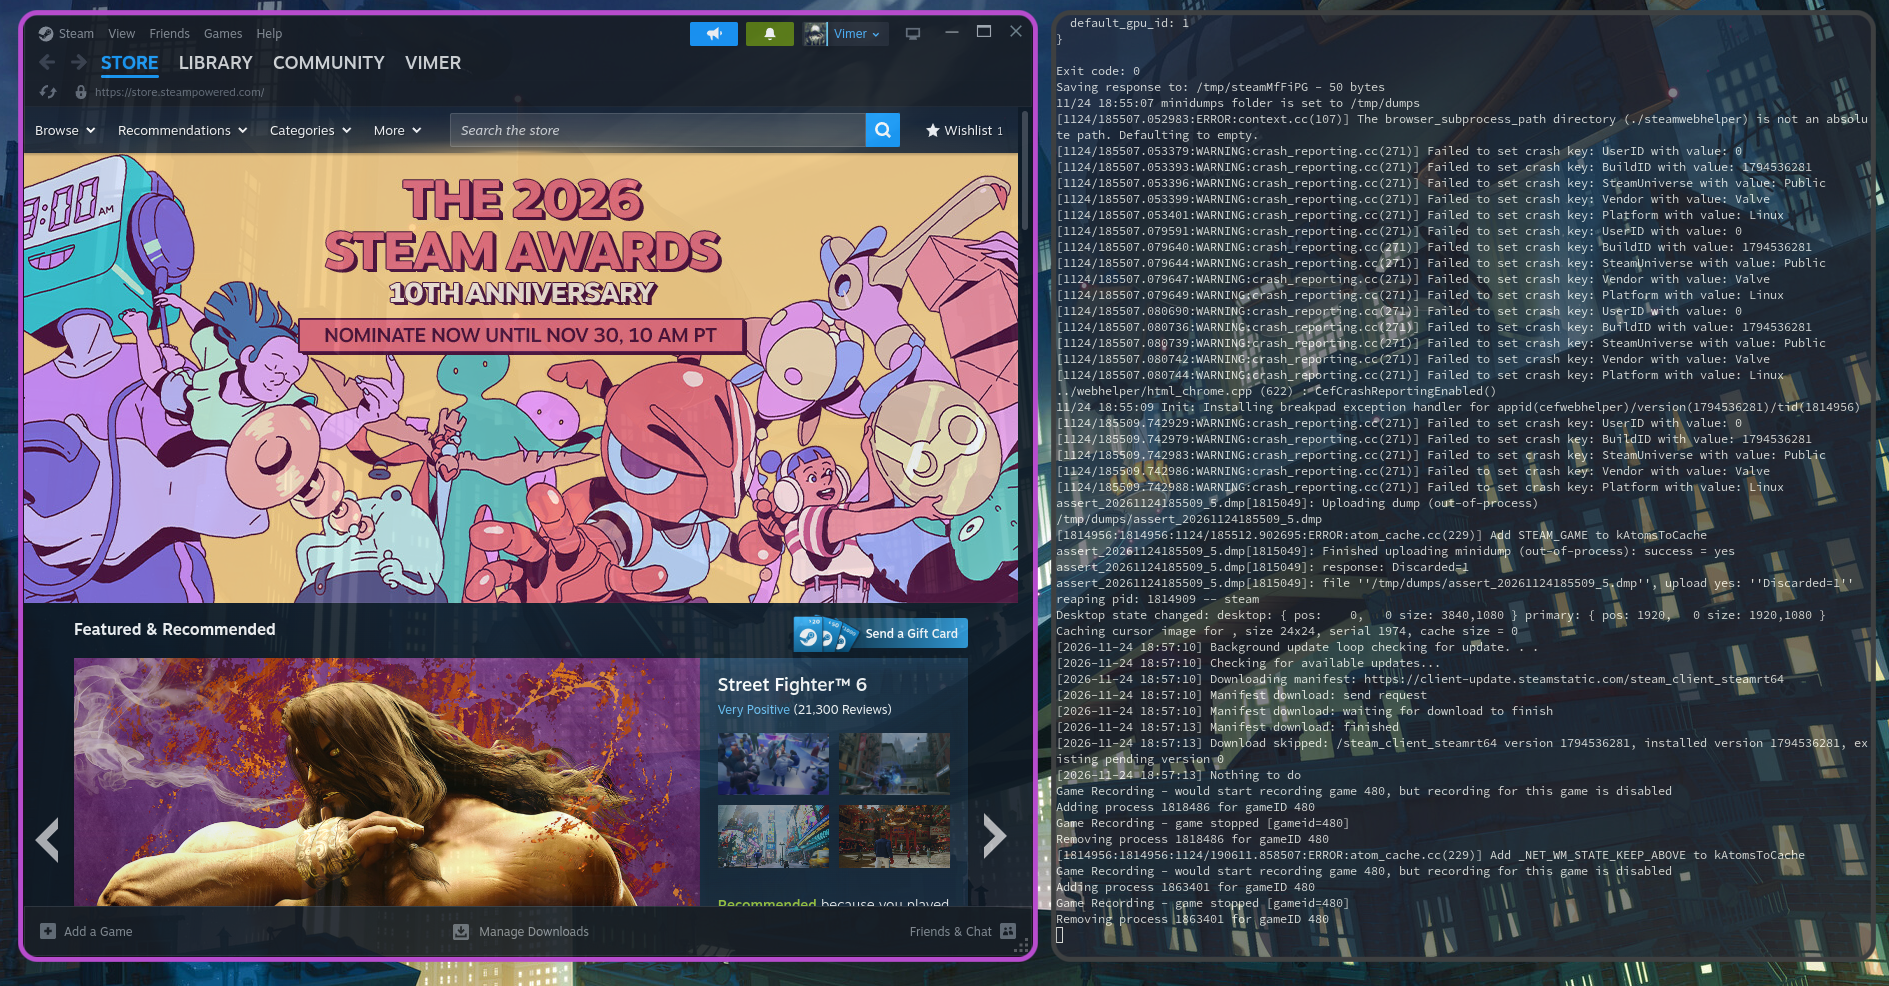 Steam View Friends Games Help
Vimer
STORE LIBRARY COMMUNITY VIMER
https://store.steampowered.com/
Browse Recommendations Categories More
Search the store
Wishlist 1
8:00 AM
THE 2026
STEAM AWARDS
10TH ANNIVERSARY
NOMINATE NOW UNTIL NOV 30, 10 AM PT
Featured & Recommended
Send a Gift Card
Street Fighter™ 6
Very Positive (21,300 Reviews)
Recommended because you played
Add a Game
Manage Downloads
Friends & Chat
default_gpu_id: 1
}
Exit code: 0
Saving response to: /tmp/steamMfFiPG - 50 bytes
11/24 18:55:07 minidumps folder is set to /tmp/dumps
[1124/185507.052983:ERROR:context.cc(107)] The browser_subprocess_path directory (./steamwebhelper) is not an absolu
te path. Defaulting to empty.
[1124/185507.053379:WARNING:crash_reporting.cc(271)] Failed to set crash key: UserID with value: 0
[1124/185507.053393:WARNING:crash_reporting.cc(271)] Failed to set crash key: BuildID with value: 1794536281
[1124/185507.053396:WARNING:crash_reporting.cc(271)] Failed to set crash key: SteamUniverse with value: Public
[1124/185507.053399:WARNING:crash_reporting.cc(271)] Failed to set crash key: Vendor with value: Valve
[1124/185507.053401:WARNING:crash_reporting.cc(271)] Failed to set crash key: Platform with value: Linux
[1124/185507.079591:WARNING:crash_reporting.cc(271)] Failed to set crash key: UserID with value: 0
[1124/185507.079640:WARNING:crash_reporting.cc(271)] Failed to set crash key: BuildID with value: 1794536281
[1124/185507.079644:WARNING:crash_reporting.cc(271)] Failed to set crash key: SteamUniverse with value: Public
[1124/185507.079647:WARNING:crash_reporting.cc(271)] Failed to set crash key: Vendor with value: Valve
[1124/185507.079649:WARNING:crash_reporting.cc(271)] Failed to set crash key: Platform with value: Linux
[1124/185507.080690:WARNING:crash_reporting.cc(271)] Failed to set crash key: UserID with value: 0
[1124/185507.080736:WARNING:crash_reporting.cc(271)] Failed to set crash key: BuildID with value: 1794536281
[1124/185507.080739:WARNING:crash_reporting.cc(271)] Failed to set crash key: SteamUniverse with value: Public
[1124/185507.080742:WARNING:crash_reporting.cc(271)] Failed to set crash key: Vendor with value: Valve
[1124/185507.080744:WARNING:crash_reporting.cc(271)] Failed to set crash key: Platform with value: Linux
../webhelper/html_chrome.cpp (622) : CefCrashReportingEnabled()
11/24 18:55:09 Init: Installing breakpad exception handler for appid(cefwebhelper)/version(1794536281)/tid(1814956)
[1124/185509.742929:WARNING:crash_reporting.cc(271)] Failed to set crash key: UserID with value: 0
[1124/185509.742979:WARNING:crash_reporting.cc(271)] Failed to set crash key: BuildID with value: 1794536281
[1124/185509.742983:WARNING:crash_reporting.cc(271)] Failed to set crash key: SteamUniverse with value: Public
[1124/185509.742986:WARNING:crash_reporting.cc(271)] Failed to set crash key: Vendor with value: Valve
[1124/185509.742988:WARNING:crash_reporting.cc(271)] Failed to set crash key: Platform with value: Linux
assert_20261124185509_5.dmp[1815049]: Uploading dump (out-of-process)
/tmp/dumps/assert_20261124185509_5.dmp
[1814956:1814956:1124/185512.902695:ERROR:atom_cache.cc(229)] Add STEAM_GAME to kAtomsToCache
assert_20261124185509_5.dmp[1815049]: Finished uploading minidump (out-of-process): success = yes
assert_20261124185509_5.dmp[1815049]: response: Discarded=1
assert_20261124185509_5.dmp[1815049]: file ''/tmp/dumps/assert_20261124185509_5.dmp'', upload yes: ''Discarded=1''
reaping pid: 1814909 -- steam
Desktop state changed: desktop: { pos:    0,   0 size: 3840,1080 } primary: { pos: 1920,   0 size: 1920,1080 }
Caching cursor image for , size 24x24, serial 1974, cache size = 0
[2026-11-24 18:57:10] Background update loop checking for update. . .
[2026-11-24 18:57:10] Checking for available updates...
[2026-11-24 18:57:10] Downloading manifest: https://client-update.steamstatic.com/steam_client_steamrt64
[2026-11-24 18:57:10] Manifest download: send request
[2026-11-24 18:57:10] Manifest download: waiting for download to finish
[2026-11-24 18:57:13] Manifest download: finished
[2026-11-24 18:57:13] Download skipped: /steam_client_steamrt64 version 1794536281, installed version 1794536281, ex
isting pending version 0
[2026-11-24 18:57:13] Nothing to do
Game Recording - would start recording game 480, but recording for this game is disabled
Adding process 1818486 for gameID 480
Game Recording - game stopped [gameid=480]
Removing process 1818486 for gameID 480
[1814956:1814956:1124/190611.858507:ERROR:atom_cache.cc(229)] Add _NET_WM_STATE_KEEP_ABOVE to kAtomsToCache
Game Recording - would start recording game 480, but recording for this game is disabled
Adding process 1863401 for gameID 480
Game Recording - game stopped [gameid=480]
Removing process 1863401 for gameID 480